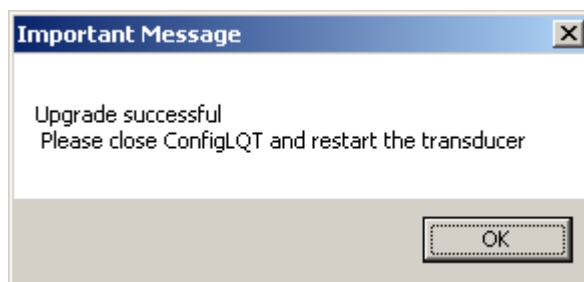 Important Message
Upgrade successful
Please close ConfigLQT and restart the transducer
OK